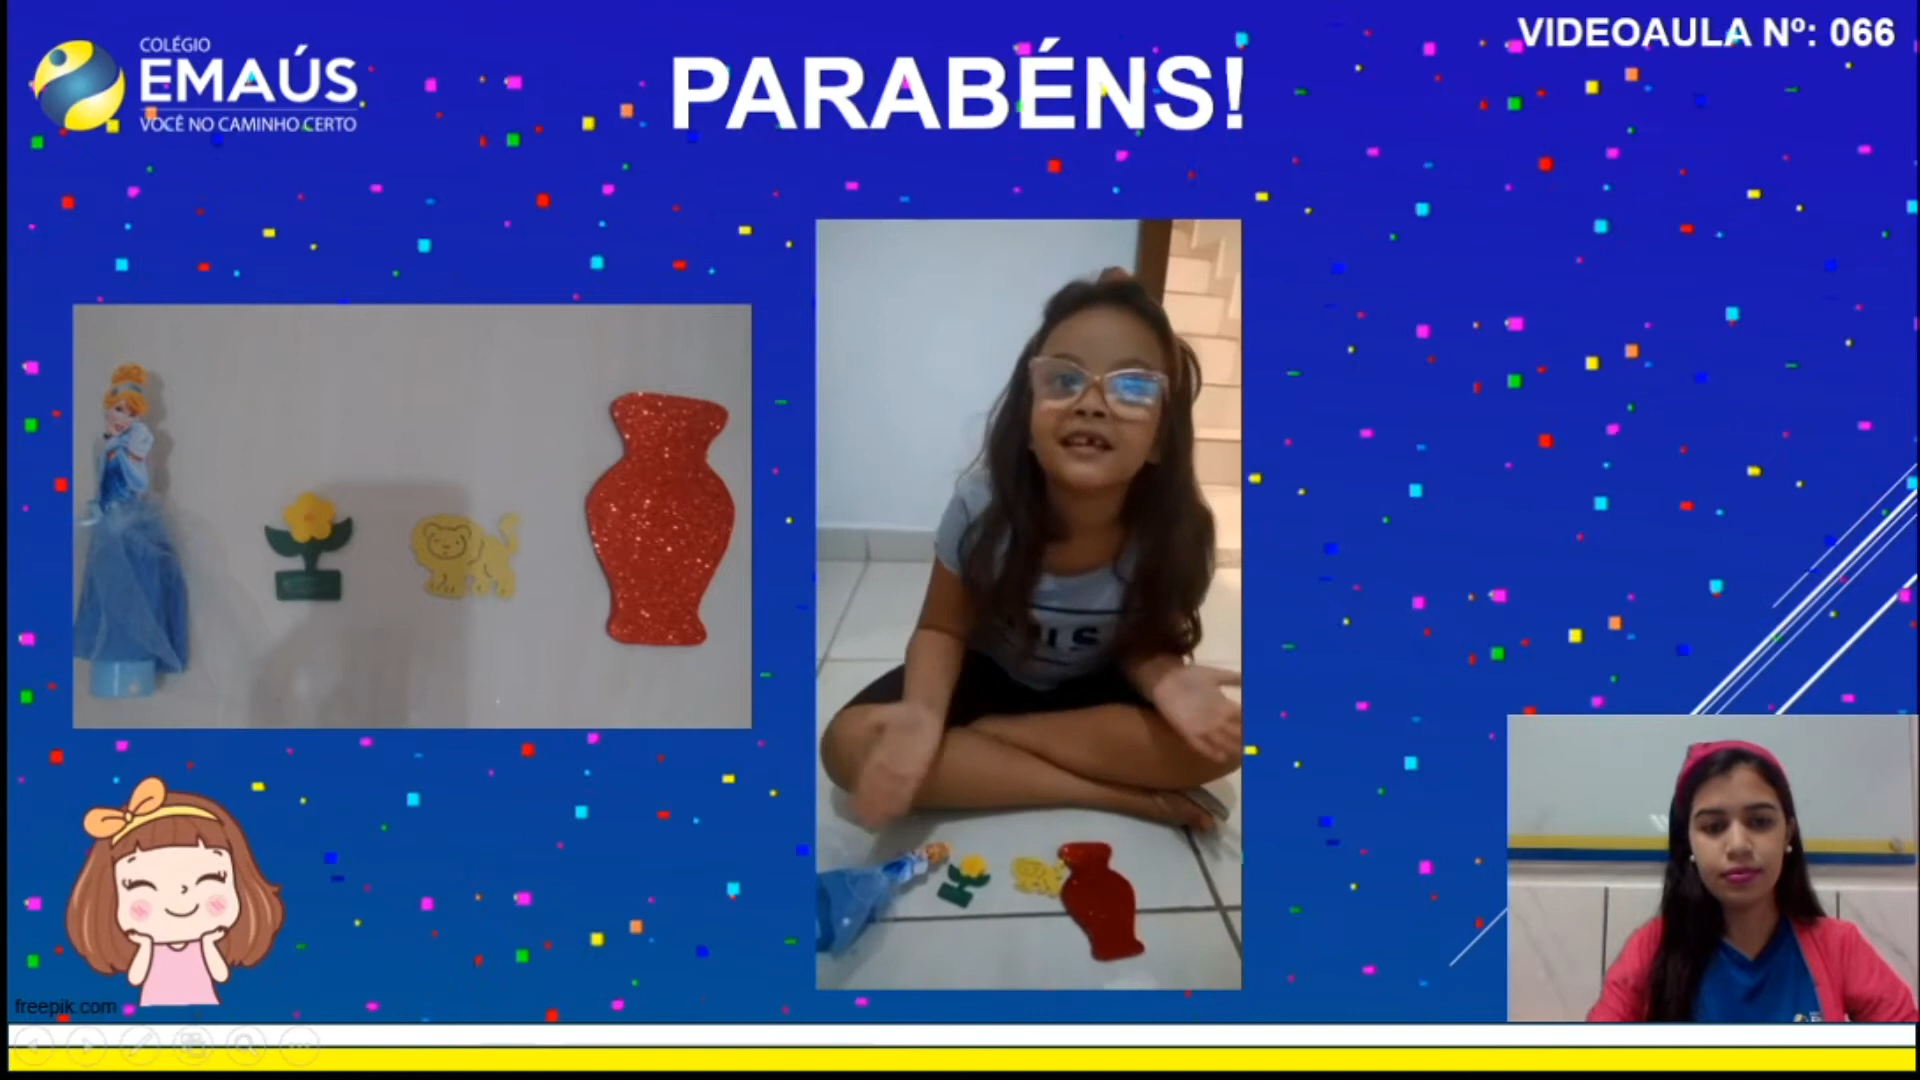 COLÉGIO
EMAÚS
VOCÊ NO CAMINHO CERTO
PARABÉNS!
VIDEOAULA Nº: 066
freepik.com